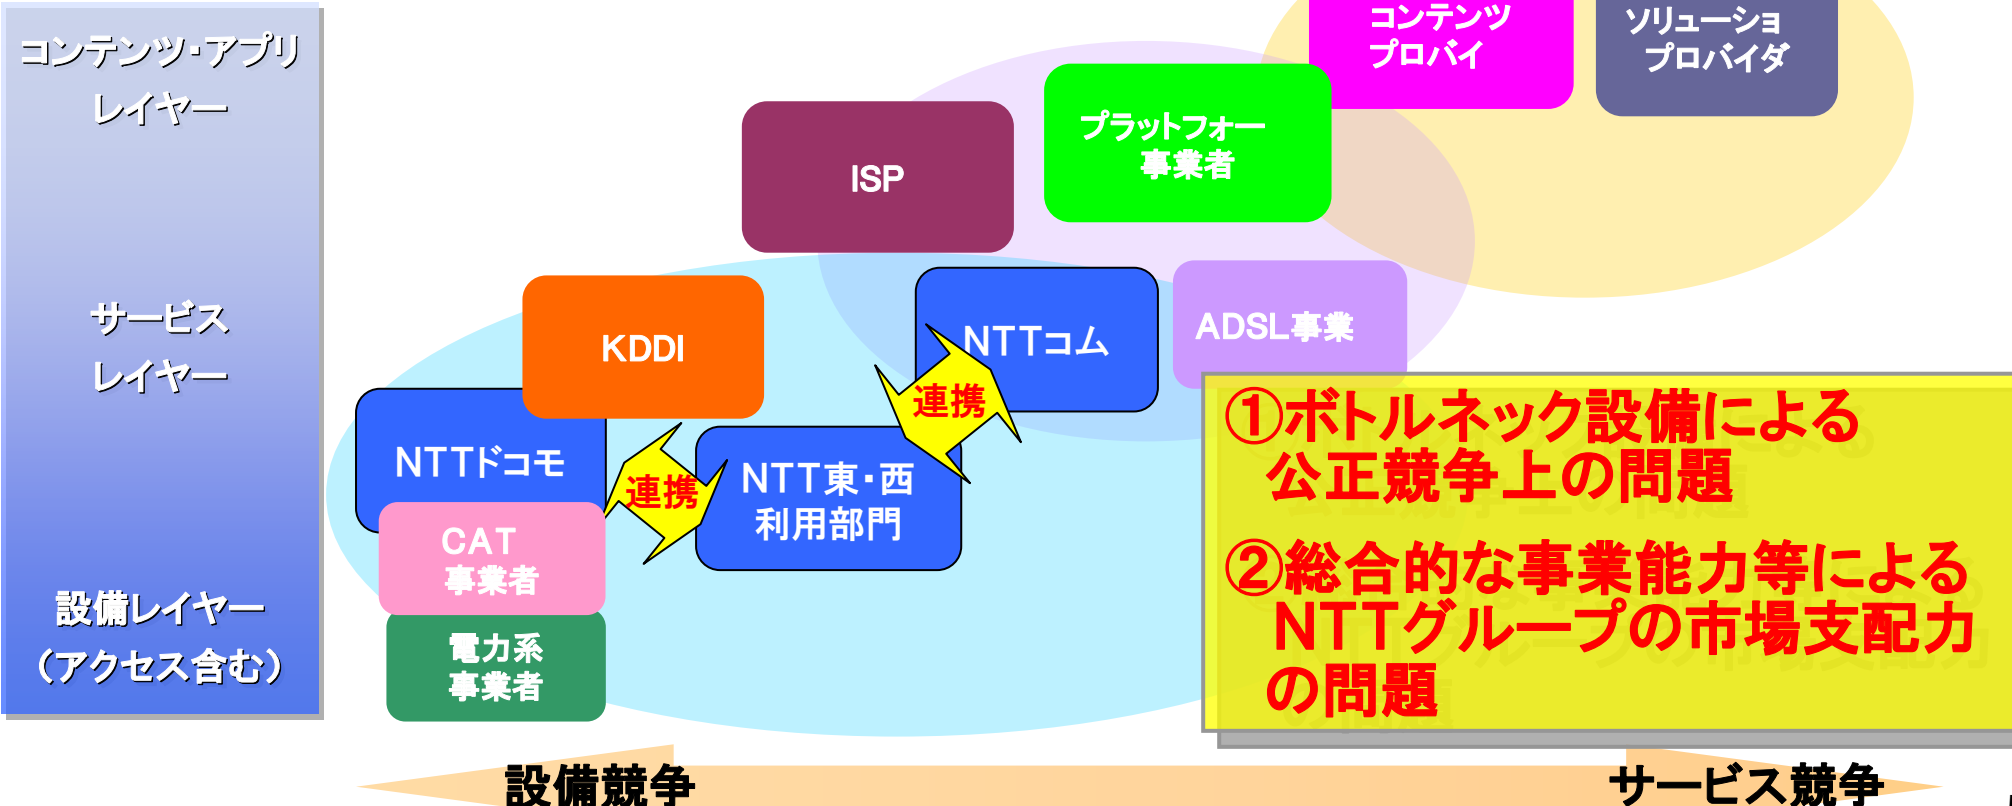 コンテンツ・アプリ
レイヤー
サービス
レイヤー
設備レイヤー
（アクセス含む）
コンテンツ
プロバイ
ソリューショ
プロバイダ
プラットフォー
事業者
ISP
KDDI
NTTコム
ADSL事業
連携
NTTドコモ
連携
NTT東・西
利用部門
CAT
事業者
電力系
事業者
①ボトルネック設備による
公正競争上の問題
②総合的な事業能力等による
NTTグループの市場支配力
の問題
設備競争
サービス競争